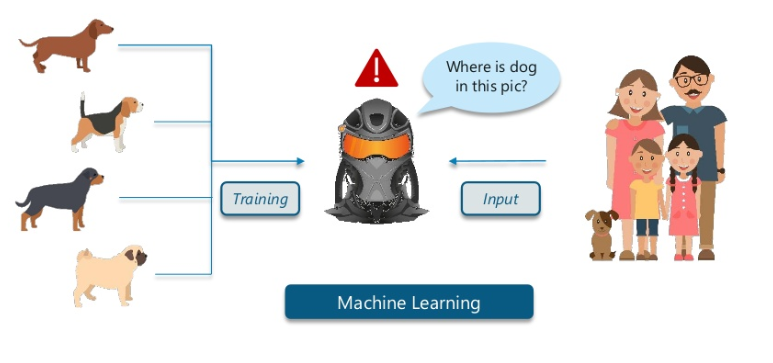 Where is dog
in this pic?
Training
Input
Machine Learning